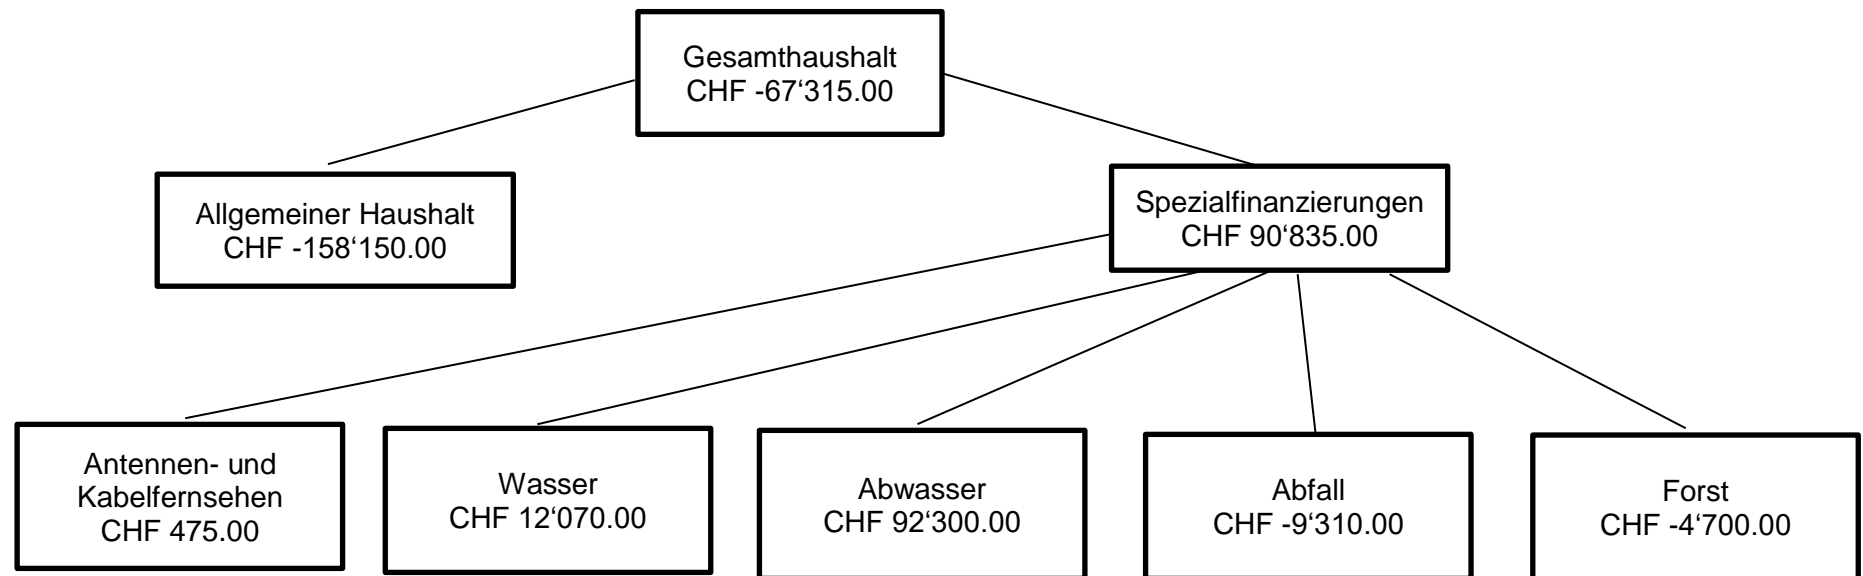 Gesamthaushalt
CHF -67‘315.00
Allgemeiner Haushalt
CHF -158‘150.00
Spezialfinanzierungen
CHF 90‘835.00
Antennen- und
Kabelfernsehen
CHF 475.00
Wasser
CHF 12‘070.00
Abwasser
CHF 92‘300.00
Abfall
CHF -9‘310.00
Forst
CHF -4‘700.00